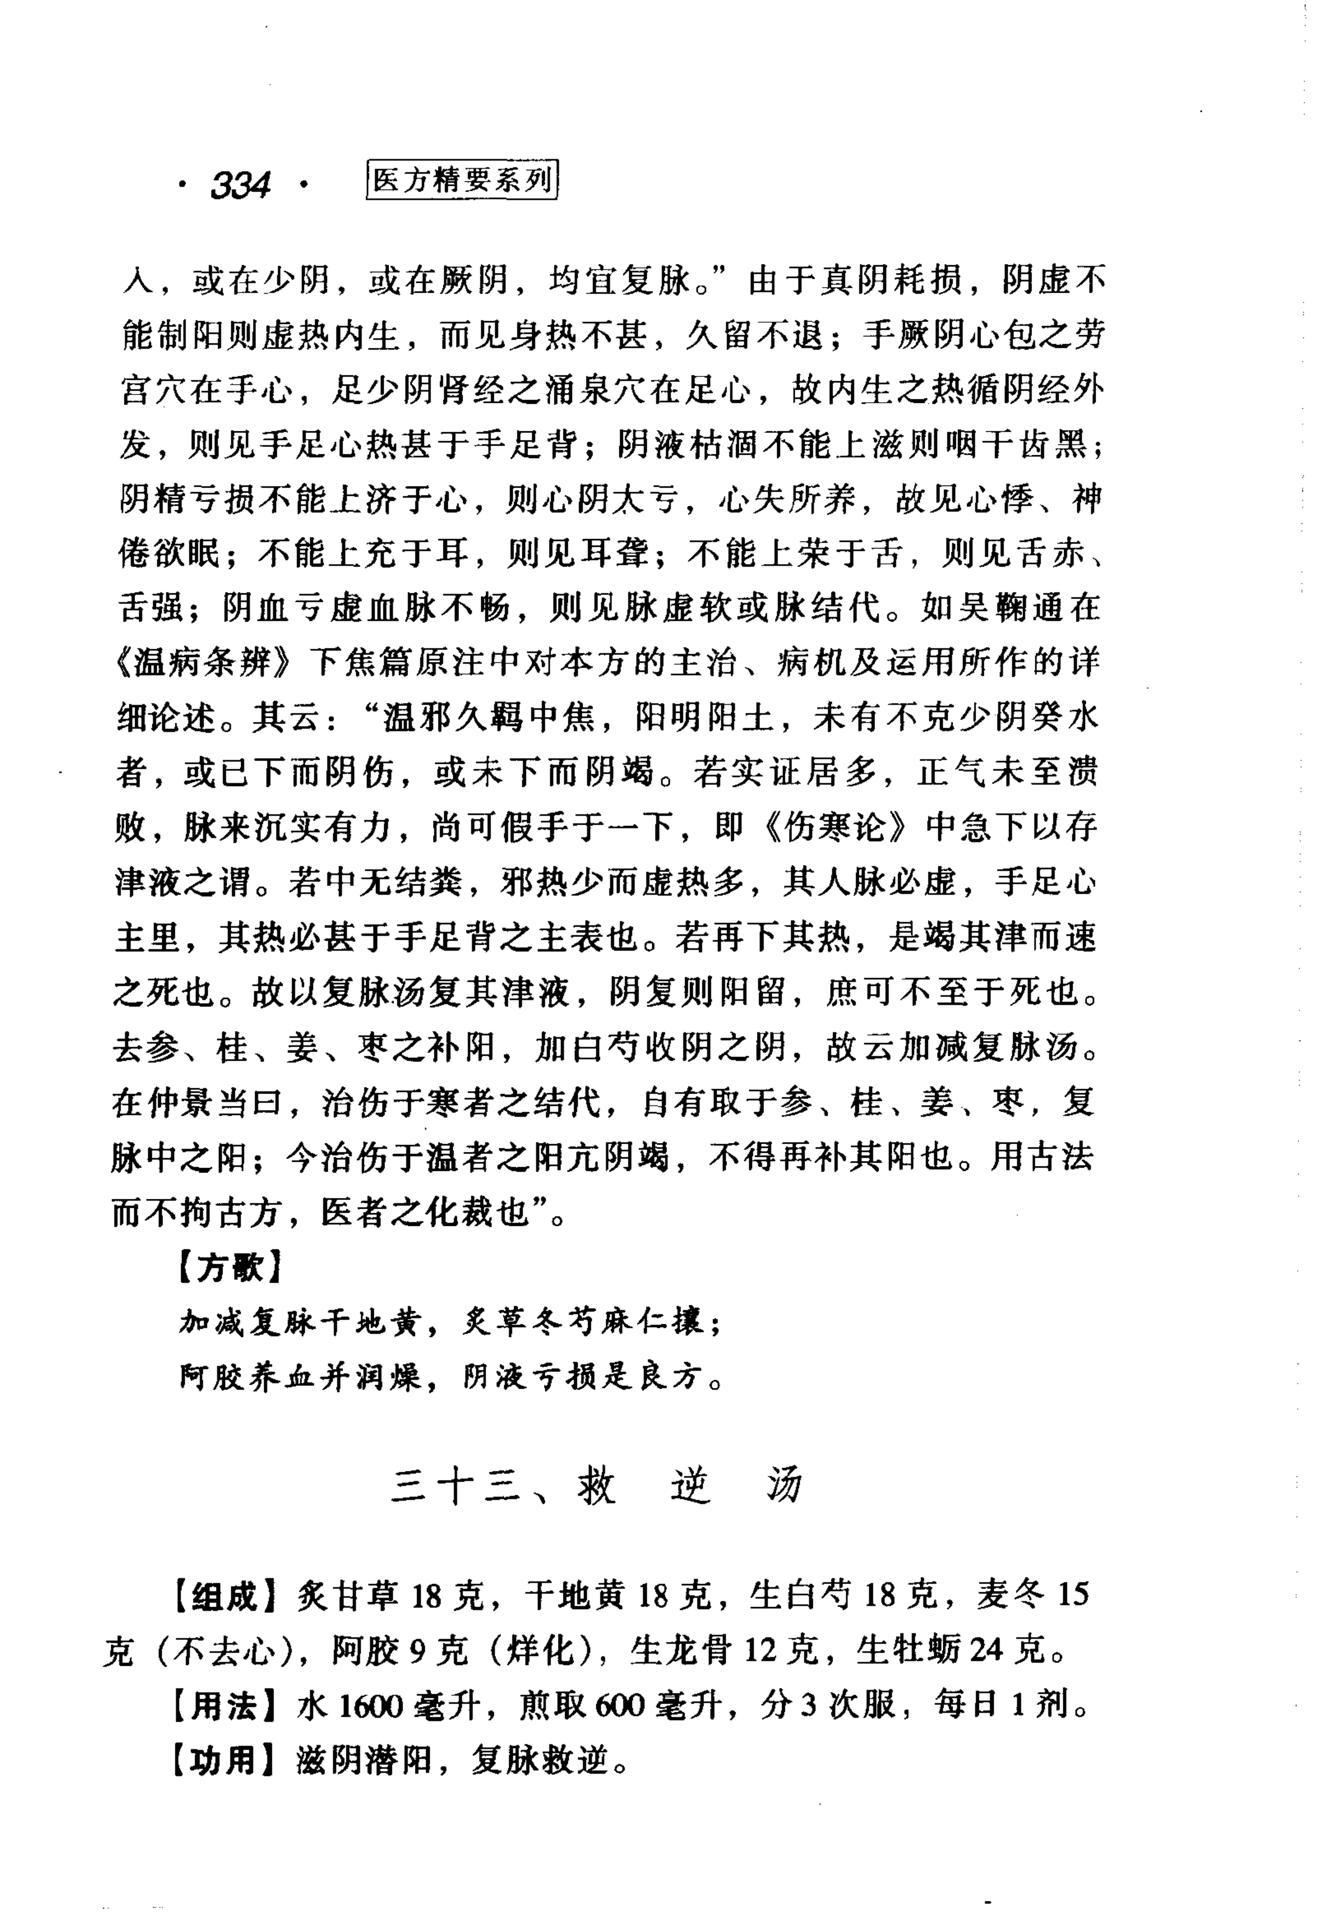 · 334 · 医方精要系列
入，或在少阴，或在厥阴，均宜复脉。”由于真阴耗损，阴虚不
能制阳则虚热内生，而见身热不甚，久留不退；手厥阴心包之劳
宫穴在手心，足少阴肾经之涌泉穴在足心，故内生之热循阴经外
发，则见手足心热甚于手足背；阴液枯涸不能上滋则咽干齿黑；
阴精亏损不能上济于心，则心阴太亏，心失所养，故见心悸、神
倦欲眠；不能上充于耳，则见耳聋；不能上荣于舌，则见舌赤、
舌强；阴血亏虚血脉不畅，则见脉虚软或脉结代。如吴鞠通在
《温病条辨》下焦篇原注中对本方的主治、病机及运用所作的详
细论述。其云：“温邪久羁中焦，阳明阳土，未有不克少阴癸水
者，或已下而阴伤，或未下而阴竭。若实证居多，正气未至溃
败，脉来沉实有力，尚可假手于一下，即《伤寒论》中急下以存
津液之谓。若中无结粪，邪热少而虚热多，其人脉必虚，手足心
主里，其热必甚于手足背之主表也。若再下其热，是竭其津而速
之死也。故以复脉汤复其津液，阴复则阳留，庶可不至于死也。
去参、桂、姜、枣之补阳，加白芍收阴之阴，故云加减复脉汤。
在仲景当曰，治伤于寒者之结代，自有取于参、桂、姜、枣，复
脉中之阳；今治伤于温者之阳亢阴竭，不得再补其阳也。用古法
而不拘古方，医者之化裁也”。
【方歌】
加减复脉干地黄，炙草冬芍麻仁攘；
阿胶养血并润燥，阴液亏损是良方。
三十三、救 逆 汤
【组成】炙甘草 18 克，干地黄 18 克，生白芍 18 克，麦冬 15
克（不去心），阿胶 9 克（烊化），生龙骨 12 克，生牡蛎 24 克。
【用法】水 1600 毫升，煎取 600 毫升，分 3 次服，每日 1 剂。
【功用】滋阴潜阳，复脉救逆。